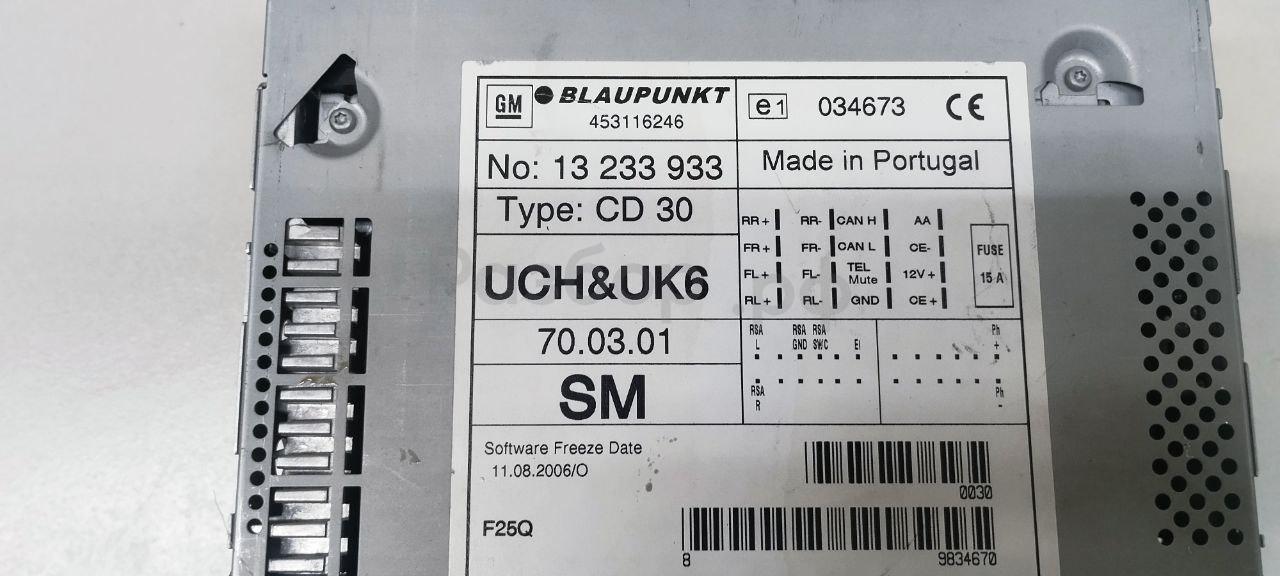 GM BLAUPUNKT
453116246
e1 034673 CE
No: 13 233 933
Made in Portugal
Type: CD 30
UCH&UK6
70.03.01
SM
RR+ RR- CAN H AA
FR+ FR- CAN L CE-
FL+ FL- TEL Mute 12V+
RL+ RL- GND CE+
FUSE
15 A
RSA L RSA GND RSA SWC EI Ph +
RSA R Ph -
Software Freeze Date
11.08.2006/O
0030
F25Q
8 9834670